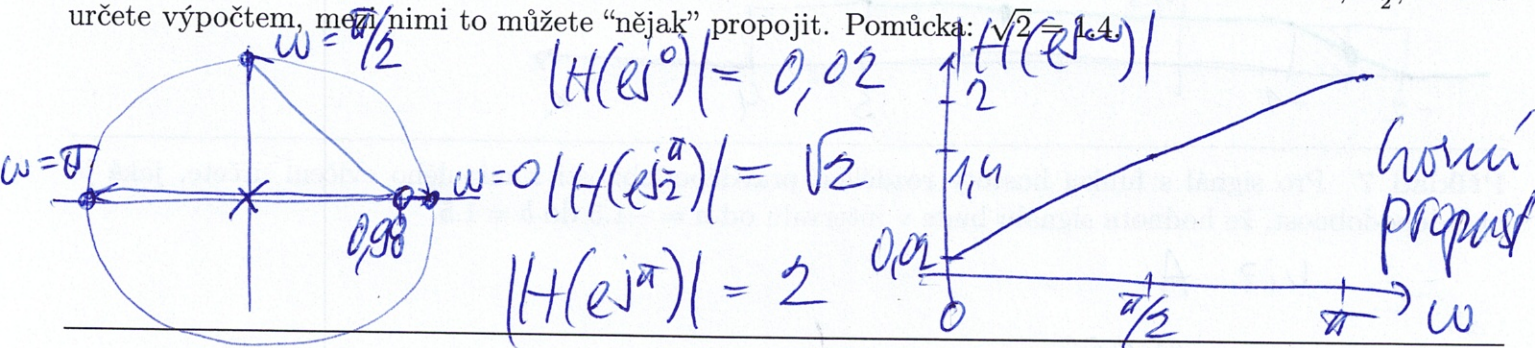 určete výpočtem, mezi nimi to můžete “nějak” propojit. Pomůcka: √2 = 1.4.
ω = π/2
|H(e^{j0})| = 0,02
|H(e^{jω})|
2
ω = π
ω = 0
|H(e^{jπ/2})| = √2
1,4
horní
propust
0,98
0,02
|H(e^{jπ})| = 2
0
π/2
π
ω